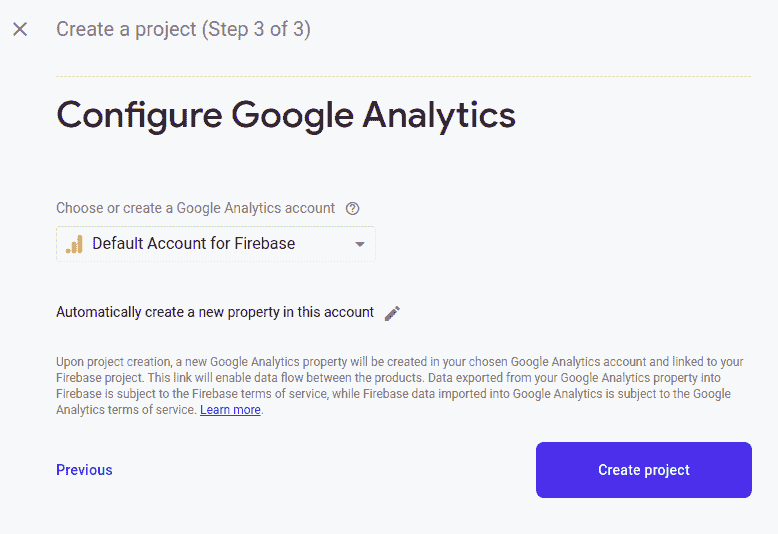 Create a project (Step 3 of 3)
Configure Google Analytics
Choose or create a Google Analytics account
Default Account for Firebase
Automatically create a new property in this account
Upon project creation, a new Google Analytics property will be created in your chosen Google Analytics account and linked to your
Firebase project. This link will enable data flow between the products. Data exported from your Google Analytics property into
Firebase is subject to the Firebase terms of service, while Firebase data imported into Google Analytics is subject to the Google
Analytics terms of service. Learn more.
Previous
Create project